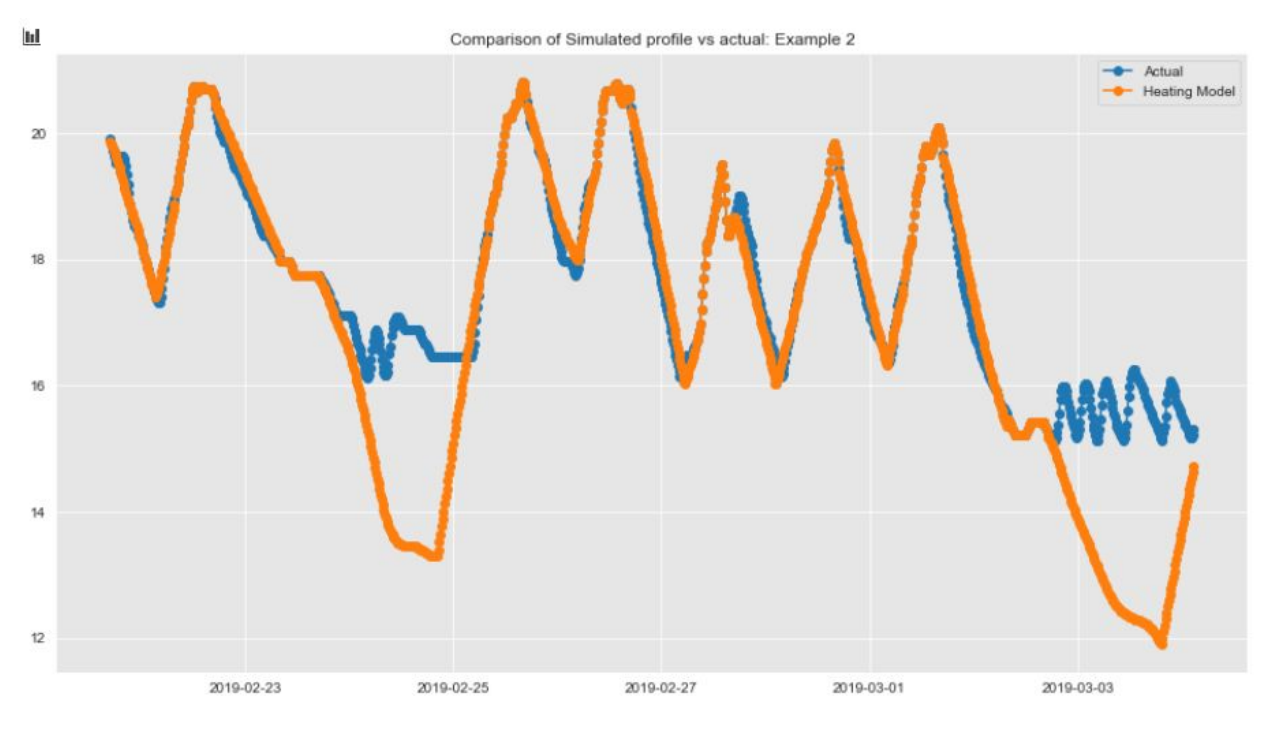 Comparison of Simulated profile vs actual: Example 2
Actual
Heating Model
20
18
16
14
12
2019-02-23 2019-02-25 2019-02-27 2019-03-01 2019-03-03